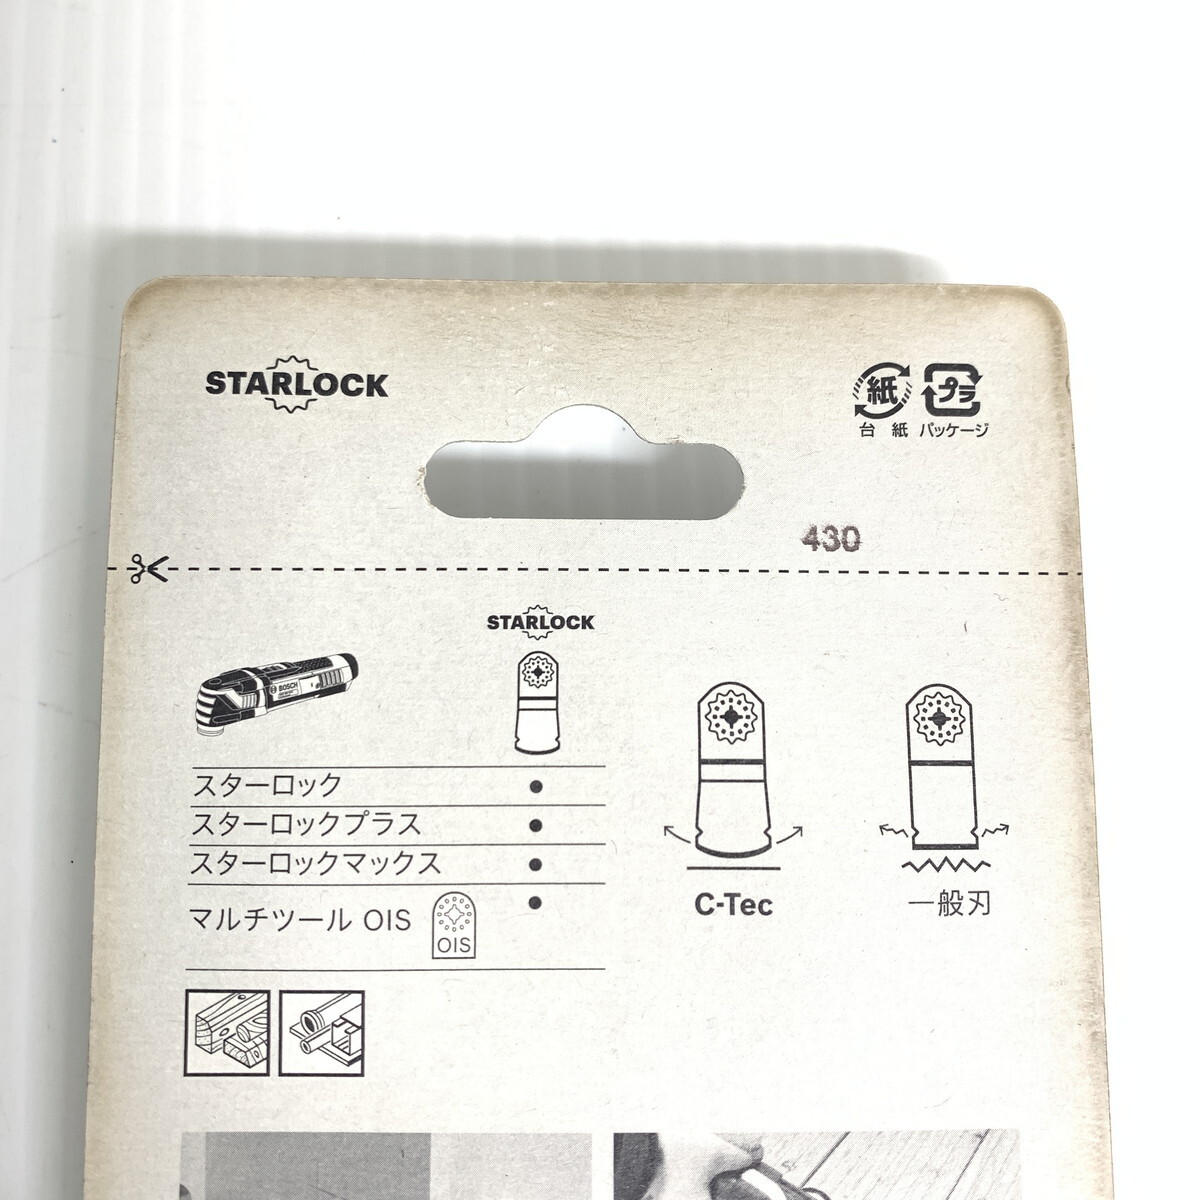 STARLOCK
紙 プラ
台紙 パッケージ
430
STARLOCK
BOSCH
スターロック
スターロックプラス
スターロックマックス
マルチツール OIS
OIS
C-Tec
一般刃